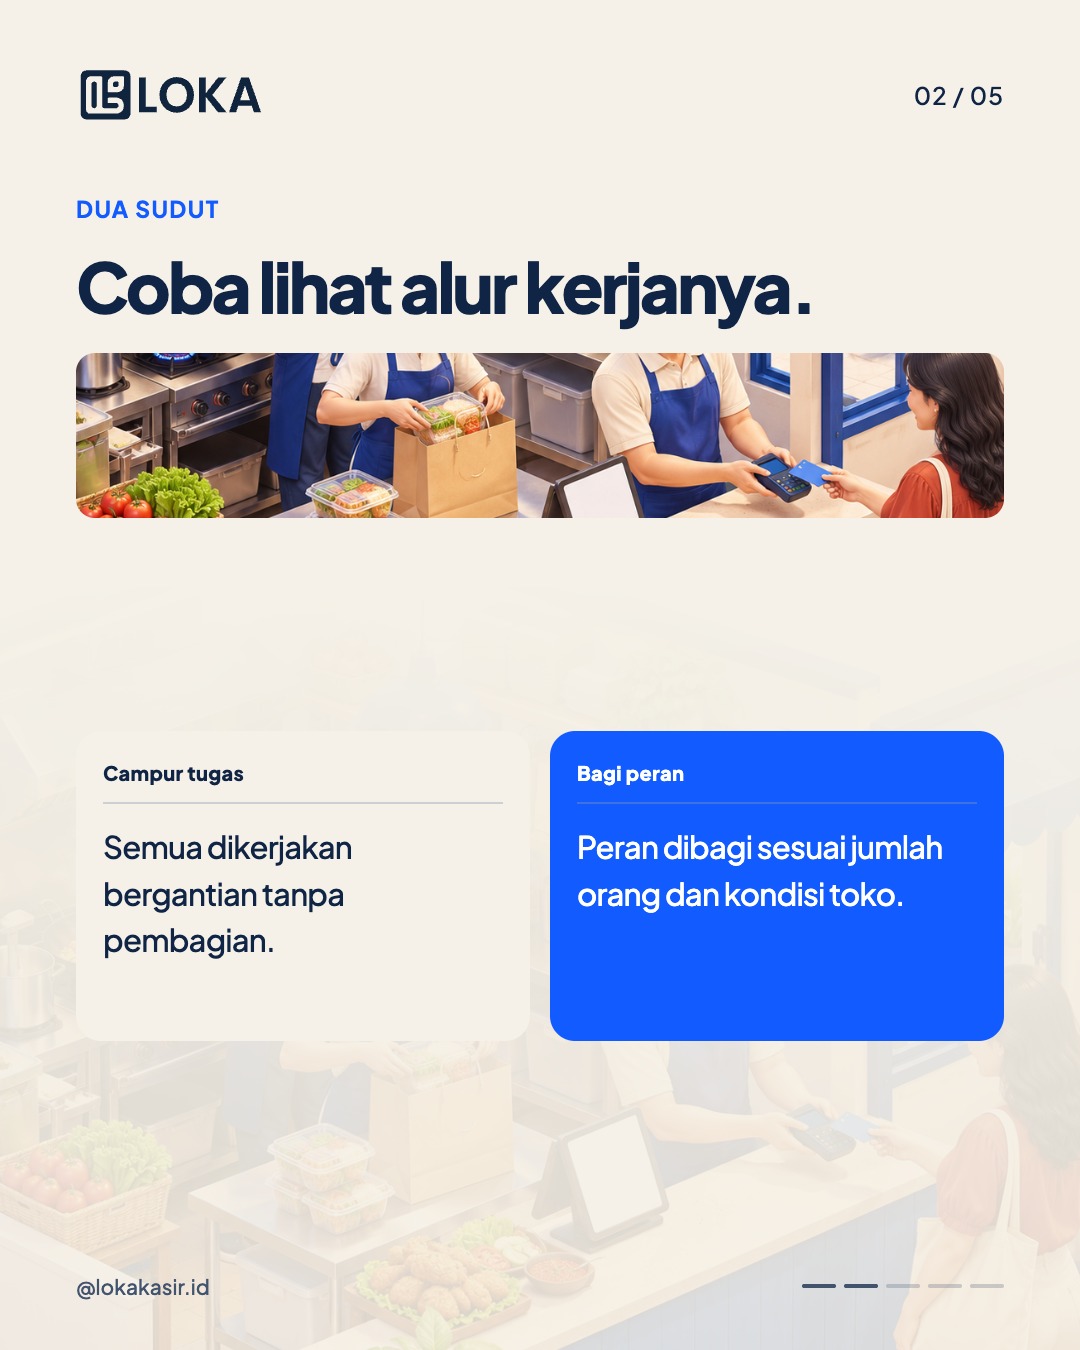 LOKA
02 / 05
DUA SUDUT
Coba lihat alur kerjanya.
Campur tugas
Semua dikerjakan
bergantian tanpa
pembagian.
Bagi peran
Peran dibagi sesuai jumlah
orang dan kondisi toko.
@lokakasir.id